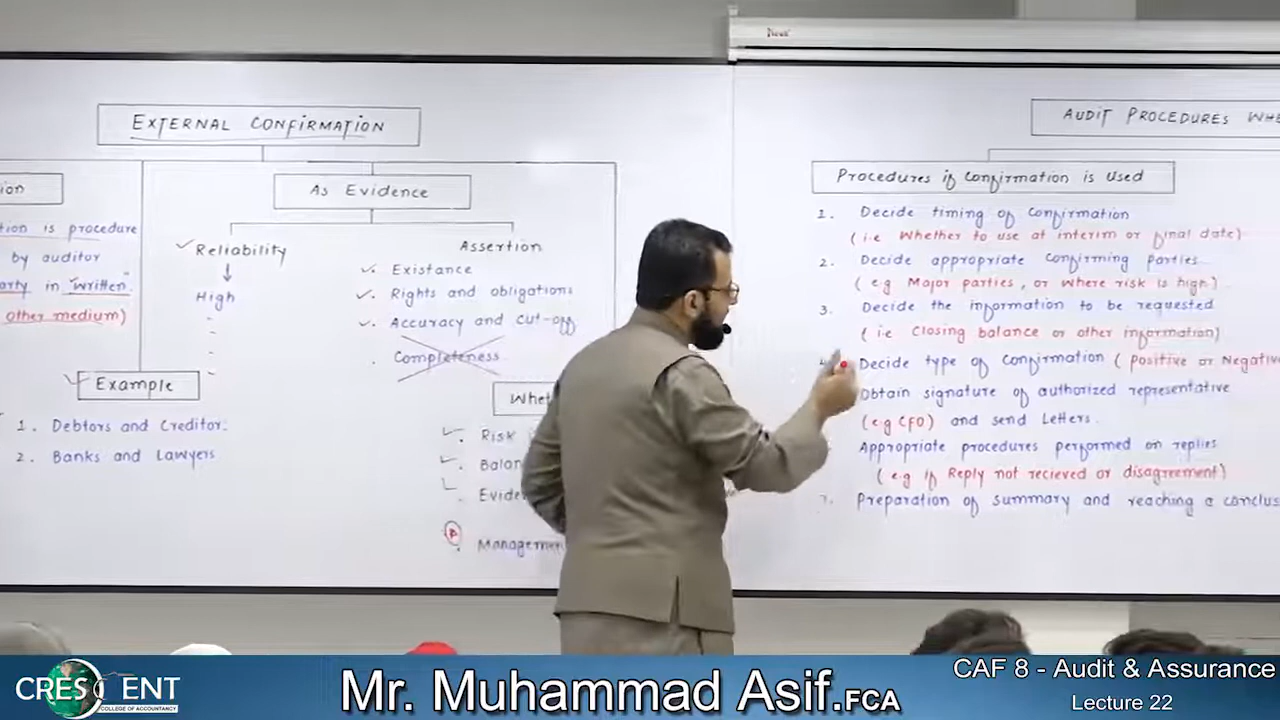 EXTERNAL CONFIRMATION
ion
tion is procedure
by auditor
arty in "written"
other medium)
As Evidence
Reliability
High
Assertion
Existance
Rights and obligations
Accuracy and cut-off
Completeness
Example
1. Debtors and Creditor.
2. Banks and Lawyers
Whet
Risk
Balan
Evide
Managemen
AUDIT PROCEDURES WHE
Procedures if Confirmation is Used
1. Decide timing of Confirmation
(i.e Whether to use at interim or final date)
2. Decide appropriate Confirming parties
(e g Major parties, or where risk is high)
3. Decide the information to be requested
(i.e Closing balance or other information)
4. Decide type of Confirmation (Positive or Negative
Obtain signature of authorized representative
(e.g CFO) and send Letters.
Appropriate procedures performed on replies
(e g if Reply not recieved or disagreement)
7. Preparation of summary and reaching a conclus
CRESCENT
COLLEGE OF ACCOUNTANCY
Mr. Muhammad Asif.FCA
CAF 8 - Audit & Assurance
Lecture 22